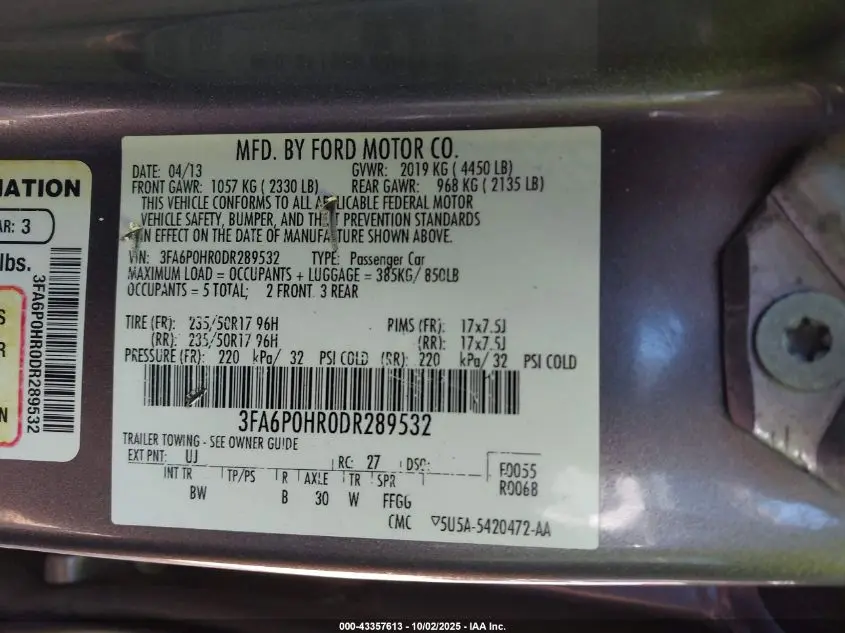 MATION
AR: 3
lbs.
S
R
N
3FA6P0HR0DR289532
MFD. BY FORD MOTOR CO.
DATE: 04/13 GVWR: 2019 KG ( 4450 LB)
FRONT GAWR: 1057 KG ( 2330 LB) REAR GAWR: 968 KG ( 2135 LB)
THIS VEHICLE CONFORMS TO ALL APPLICABLE FEDERAL MOTOR
VEHICLE SAFETY, BUMPER, AND THEFT PREVENTION STANDARDS
IN EFFECT ON THE DATE OF MANUFACTURE SHOWN ABOVE.
VIN: 3FA6P0HR0DR289532 TYPE: Passenger Car
MAXIMUM LOAD = OCCUPANTS + LUGGAGE = 385KG/ 850LB
OCCUPANTS = 5 TOTAL; 2 FRONT 3 REAR
TIRE (FR): 235/50R17 96H RIMS (FR): 17x7.5J
(RR): 235/50R17 96H (RR): 17x7.5J
PRESSURE (FR): 220 kPa/ 32 PSI COLD (RR): 220 kPa/ 32 PSI COLD
3FA6P0HR0DR289532
TRAILER TOWING - SEE OWNER GUIDE
EXT PNT: UJ RC: 27 DSO: F0055
INT TR TP/PS R AXLE TR SPR R006B
BW B 30 W FFGG
CMC ▽5U5A-5420472-AA
000-43357613 - 10/02/2025 - IAA Inc.